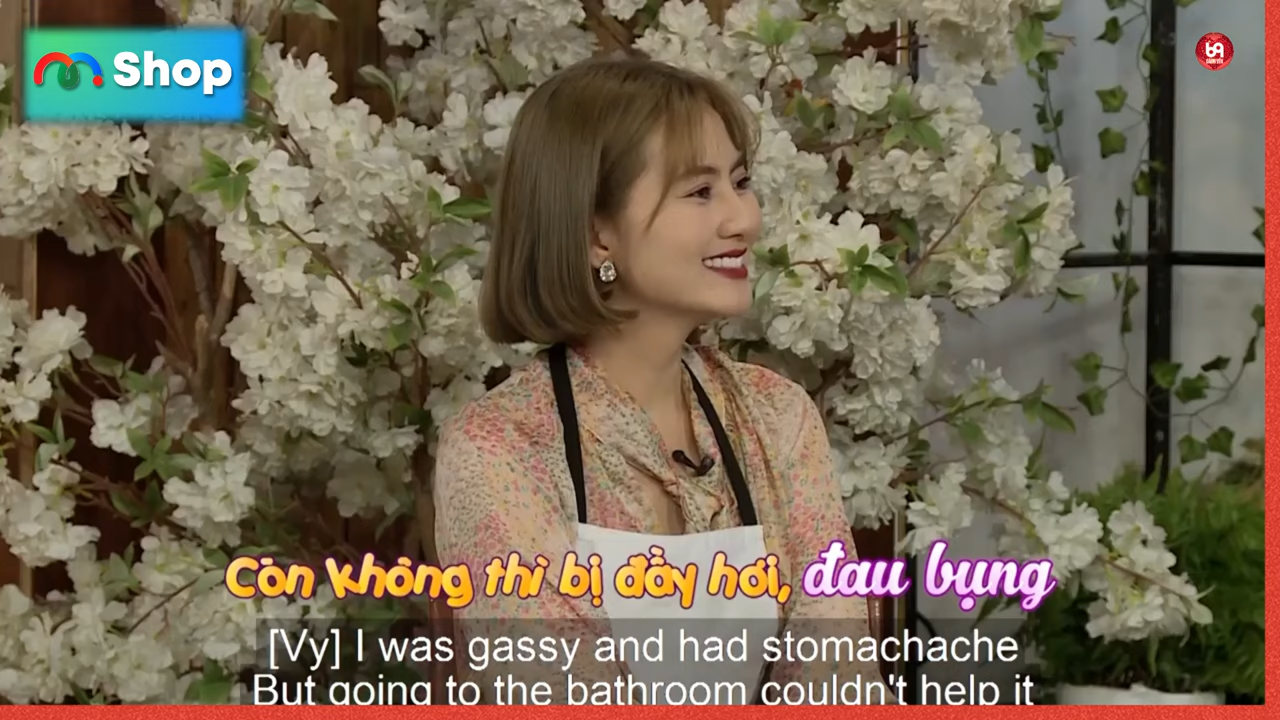 Shop
Còn không thì bị đầy hơi, đau bụng
[Vy] I was gassy and had stomachache
But going to the bathroom couldn't help it